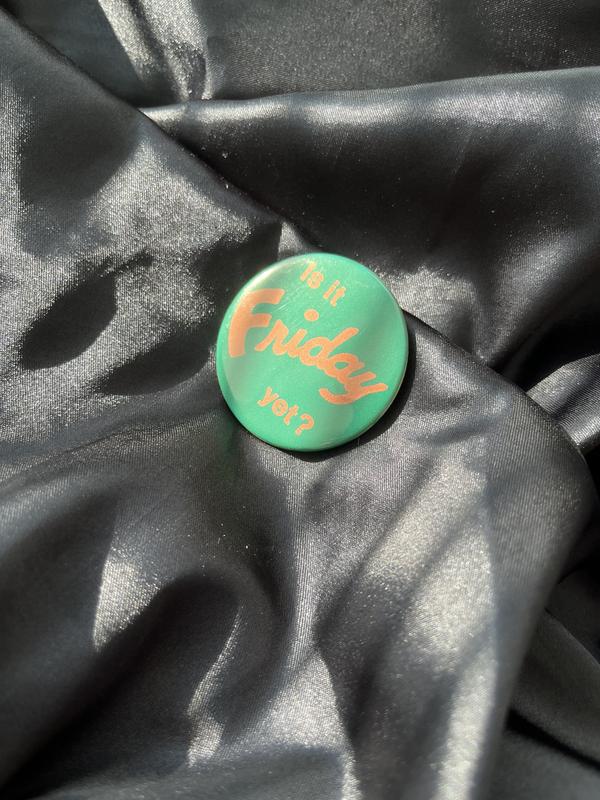 Is it
Friday
yet?